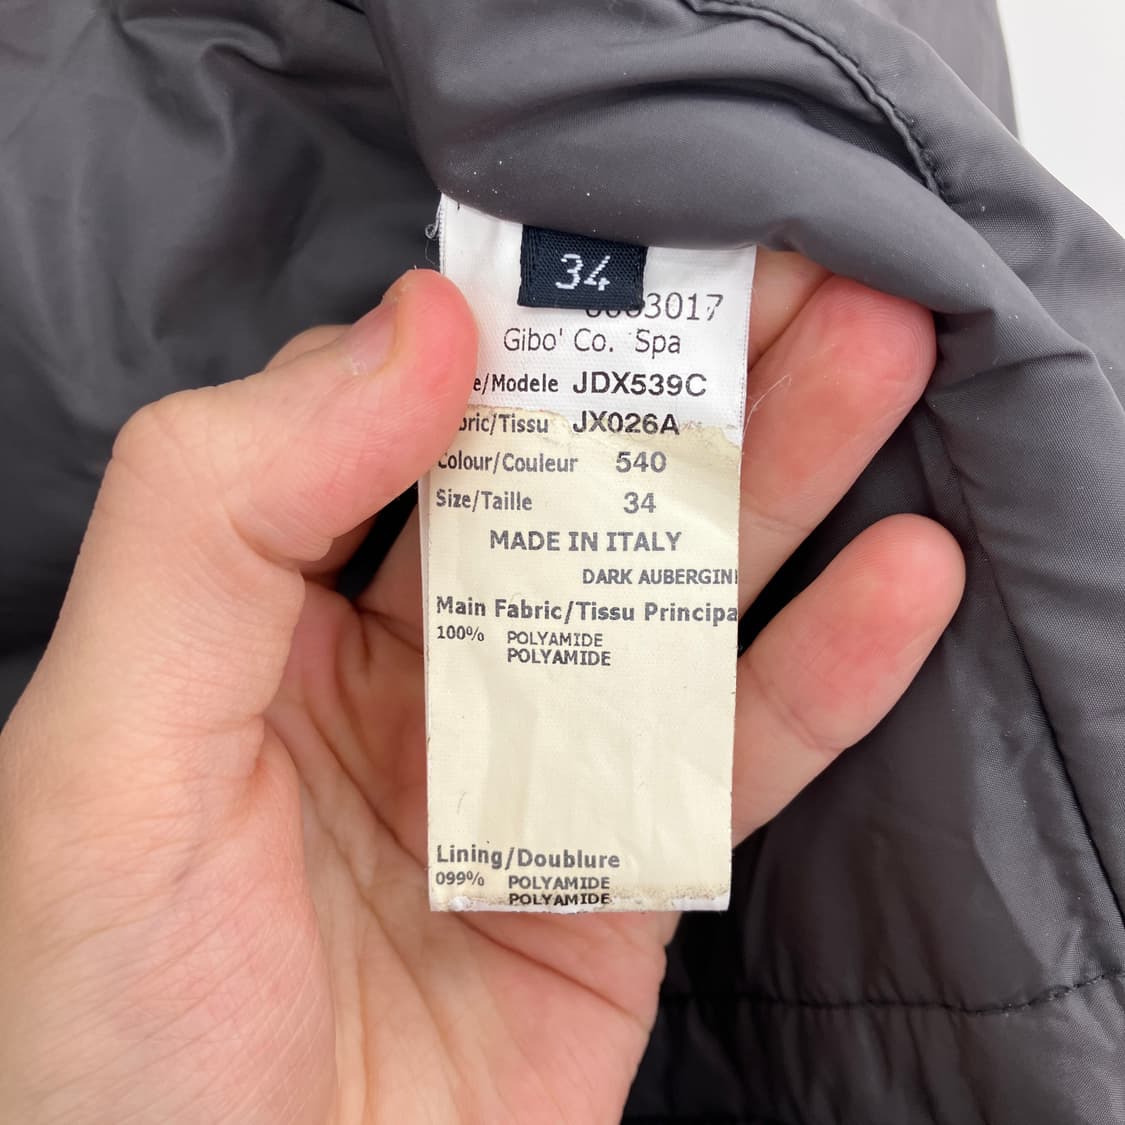 34
3017
Gibo' Co. Spa
e/Modele JDX539C
bric/Tissu JX026A
Colour/Couleur 540
Size/Taille 34
MADE IN ITALY
DARK AUBERGIN
Main Fabric/Tissu Principa
100% POLYAMIDE
POLYAMIDE
Lining/Doublure
099% POLYAMIDE
POLYAMIDE